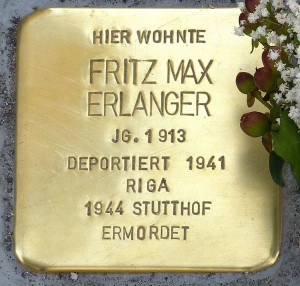 HIER WOHNTE
FRITZ MAX
ERLANGER
JG. 1913
DEPORTIERT 1941
RIGA
1944 STUTTHOF
ERMORDET